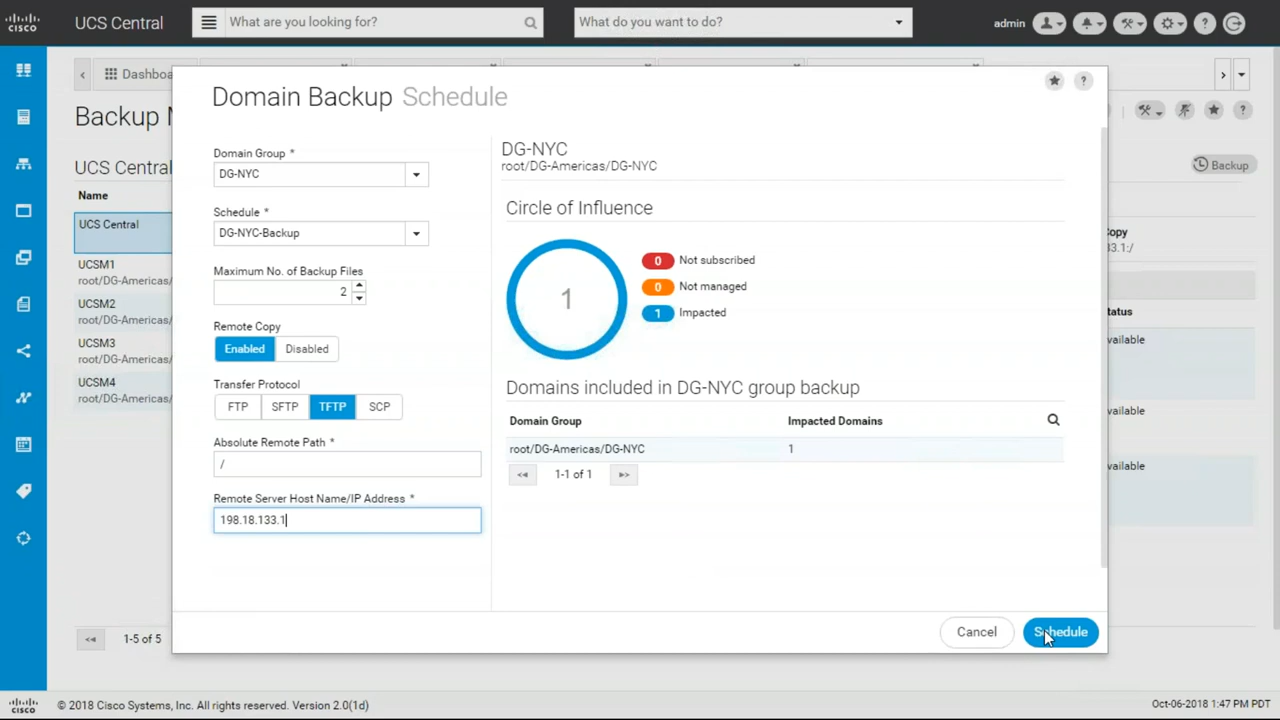 CISCO
UCS Central
What are you looking for?
What do you want to do?
admin
?
Dashboa
Backup M
?
UCS Central
Backup
Name
UCS Central
UCSM1
root/DG-Americas/
UCSM2
root/DG-Americas/
UCSM3
root/DG-Americas/
UCSM4
root/DG-Americas/
1-5 of 5
opy
33.1:/
tatus
vailable
vailable
vailable
Domain Backup Schedule
?
Domain Group *
DG-NYC
Schedule *
DG-NYC-Backup
Maximum No. of Backup Files
2
Remote Copy
Enabled Disabled
Transfer Protocol
FTP SFTP TFTP SCP
Absolute Remote Path *
/
Remote Server Host Name/IP Address *
198.18.133.1
DG-NYC
root/DG-Americas/DG-NYC
Circle of Influence
1
0 Not subscribed
0 Not managed
1 Impacted
Domains included in DG-NYC group backup
Domain Group Impacted Domains
root/DG-Americas/DG-NYC 1
1-1 of 1
Cancel Schedule
CISCO
© 2018 Cisco Systems, Inc. All rights reserved. Version 2.0(1d)
Oct-06-2018 1:47 PM PDT